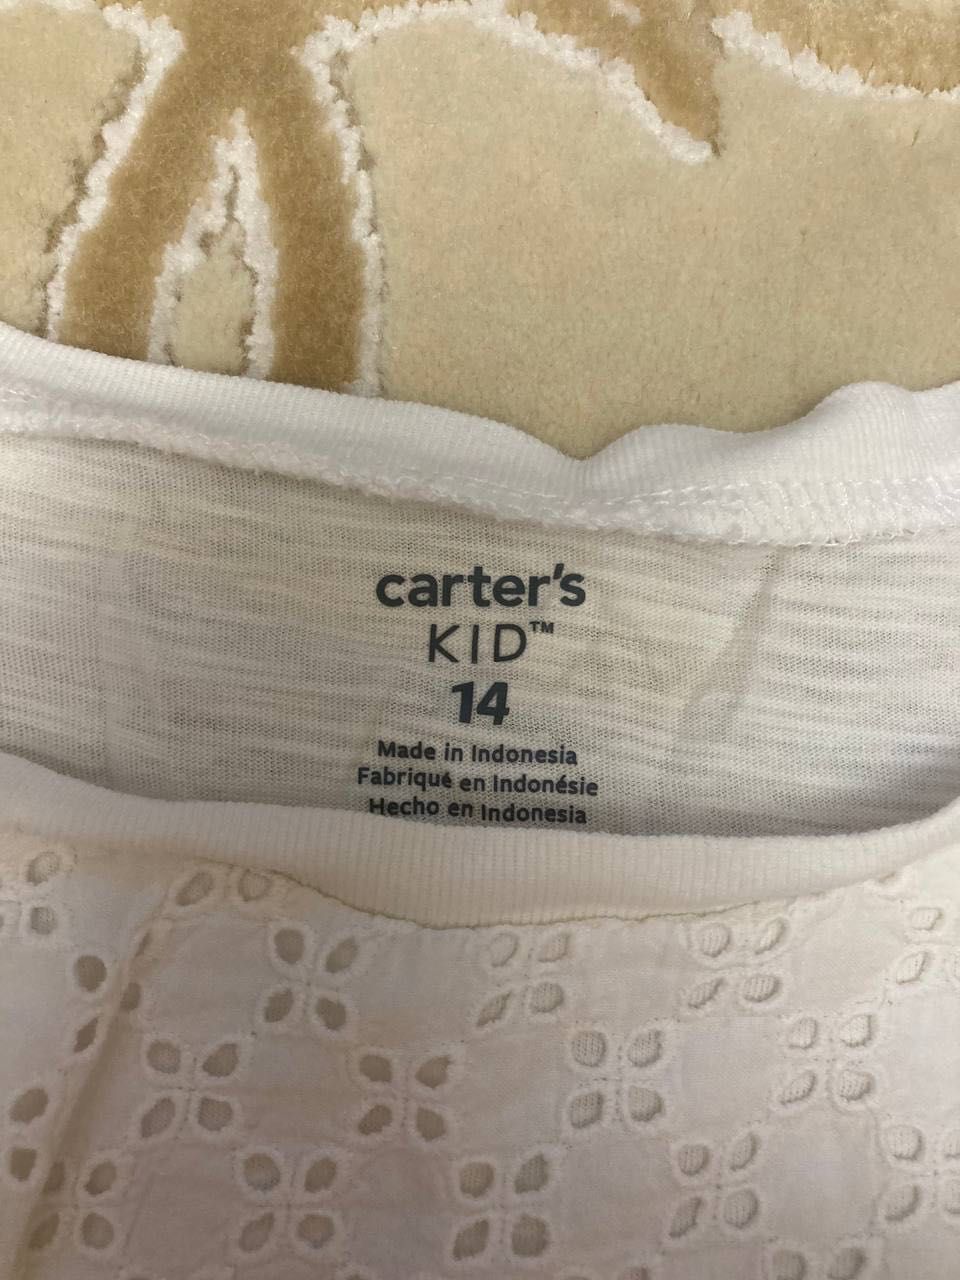 carter's
KID™
14
Made in Indonesia
Fabriqué en Indonésie
Hecho en Indonesia